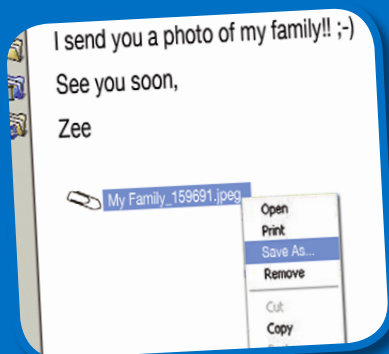 I send you a photo of my family!! ;-)
See you soon,
Zee
My Family_159691.jpeg
Open
Print
Save As...
Remove
Cut
Copy